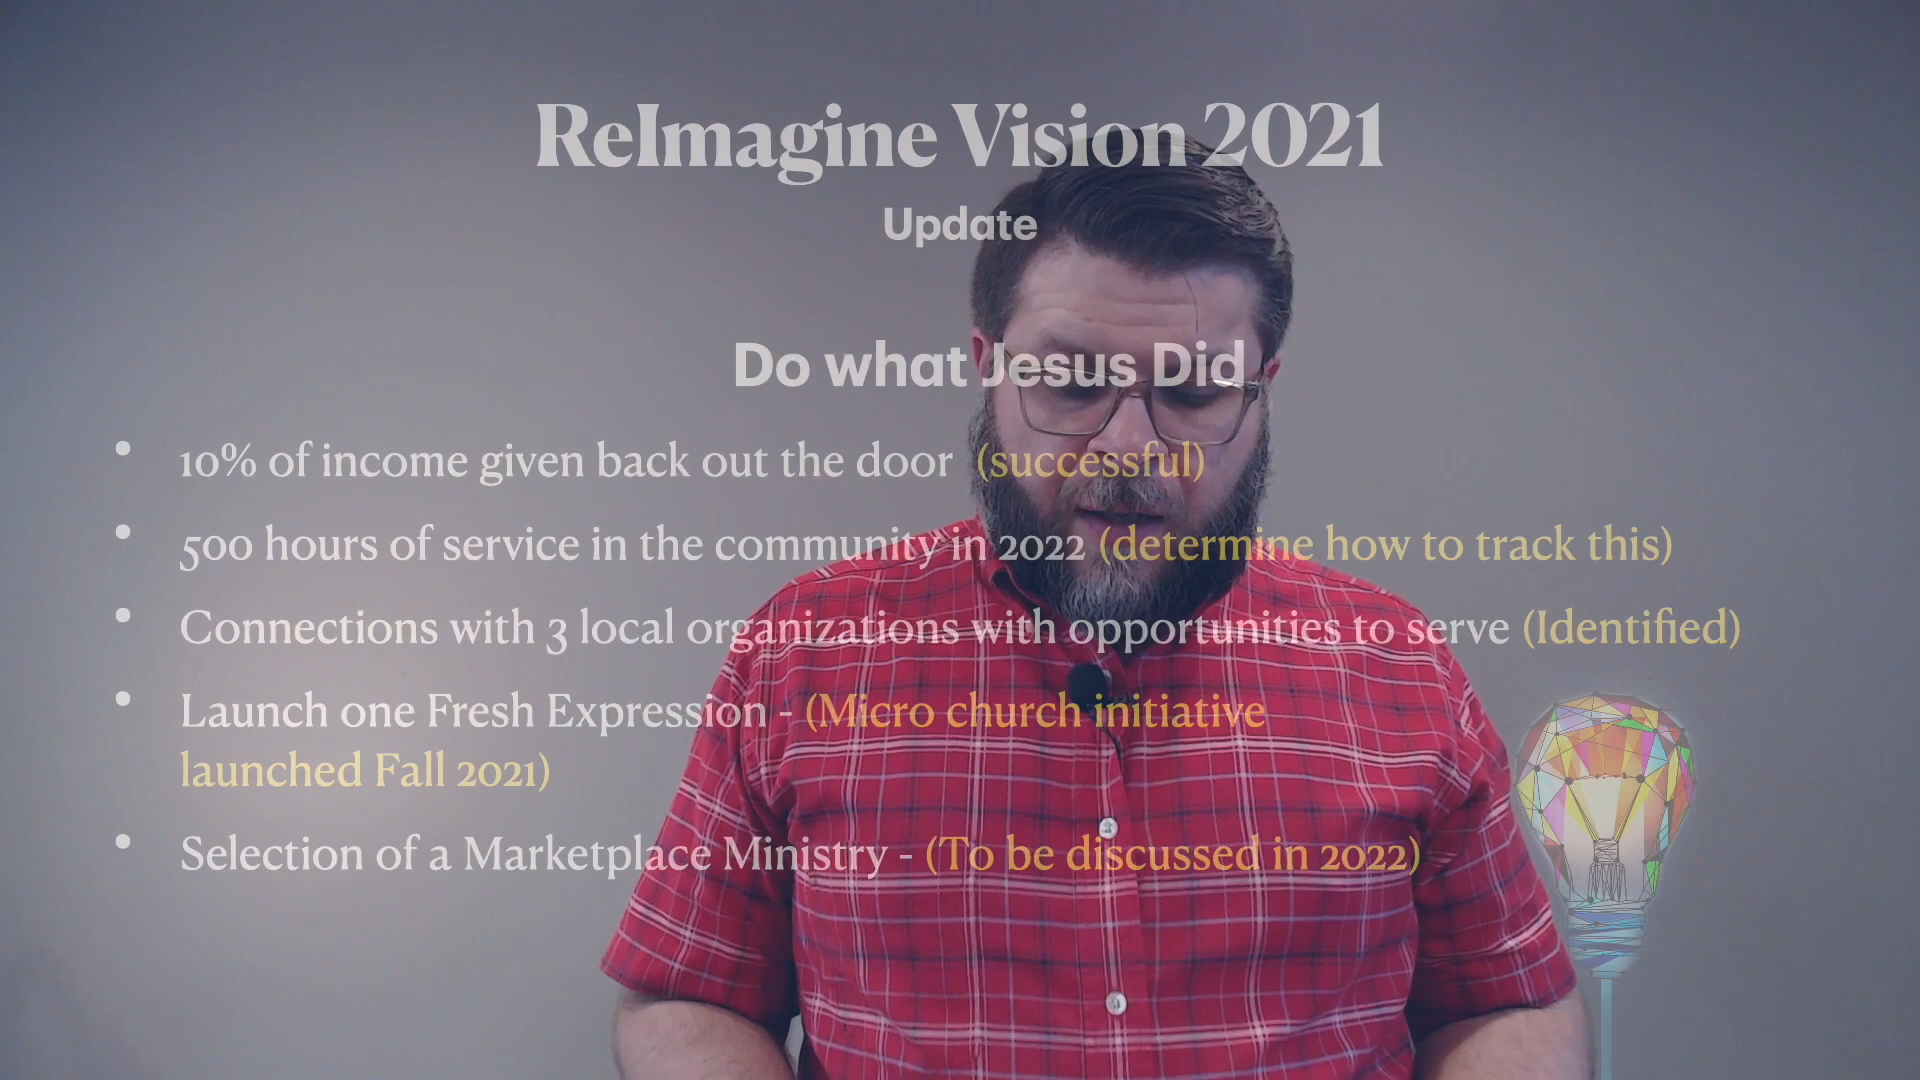 ReImagine Vision 2021
Update
Do what Jesus Did
• 10% of income given back out the door (successful)
• 500 hours of service in the community in 2022 (determine how to track this)
• Connections with 3 local organizations with opportunities to serve (Identified)
• Launch one Fresh Expression - (Micro church initiative
launched Fall 2021)
• Selection of a Marketplace Ministry - (To be discussed in 2022)